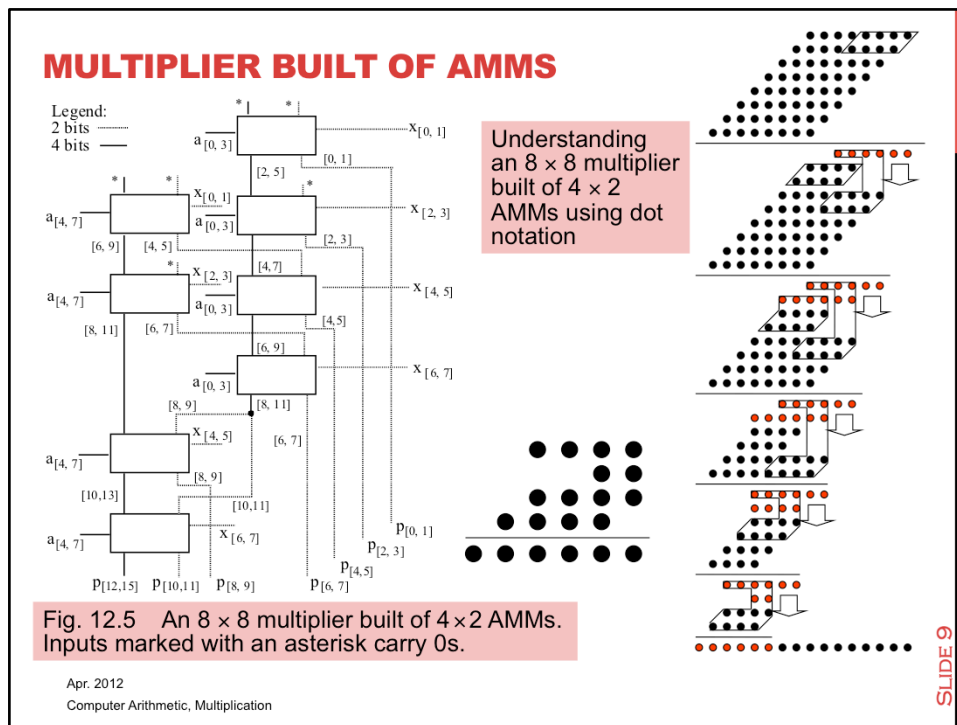 MULTIPLIER BUILT OF AMMS
Legend:
2 bits
4 bits
* *
a[0, 3]
x[0, 1]
[0, 1]
[2, 5]
* *
*
x[0, 1]
a[4, 7]
a[0,3]
x[2, 3]
[6, 9]
[4, 5]
[2, 3]
*
x[2, 3]
[4,7]
a[4, 7]
a[0, 3]
x[4, 5]
[8, 11]
[6, 7]
[4,5]
[6, 9]
a[0, 3]
x[6, 7]
[8, 9]
[8, 11]
x[4, 5]
[6, 7]
a[4, 7]
[8, 9]
[10,13]
[10,11]
a[4, 7]
x[6, 7]
p[0, 1]
p[2, 3]
p[4,5]
p[12,15]
p[10,11]
p[8, 9]
p[6, 7]
Understanding
an 8 × 8 multiplier
built of 4 × 2
AMMs using dot
notation
Fig. 12.5 An 8 × 8 multiplier built of 4 × 2 AMMs.
Inputs marked with an asterisk carry 0s.
Apr. 2012
Computer Arithmetic, Multiplication
SLIDE 9